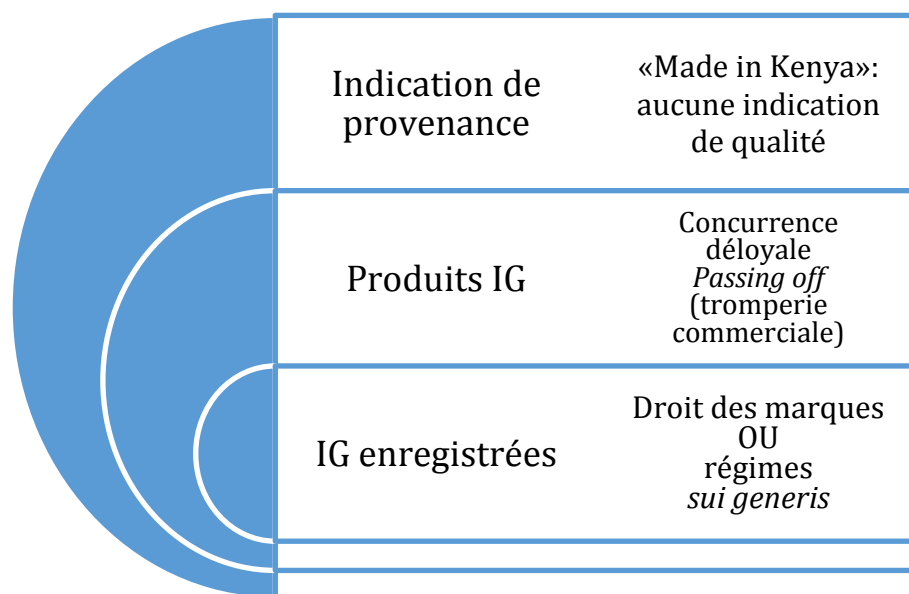 Indication de
provenance
«Made in Kenya»:
aucune indication
de qualité
Produits IG
Concurrence
déloyale
Passing off
(tromperie
commerciale)
IG enregistrées
Droit des marques
OU
régimes
sui generis